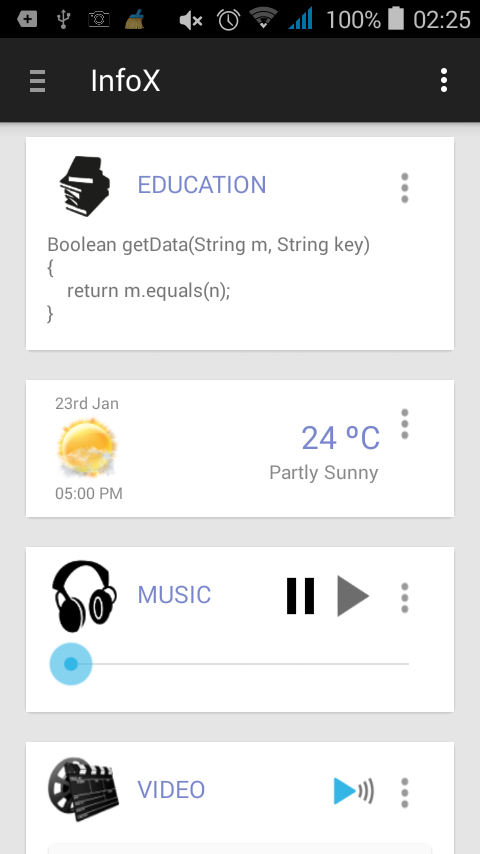 100% 02:25
InfoX
EDUCATION
Boolean getData(String m, String key)
{
    return m.equals(n);
}
23rd Jan
24 ºC
Partly Sunny
05:00 PM
MUSIC
VIDEO